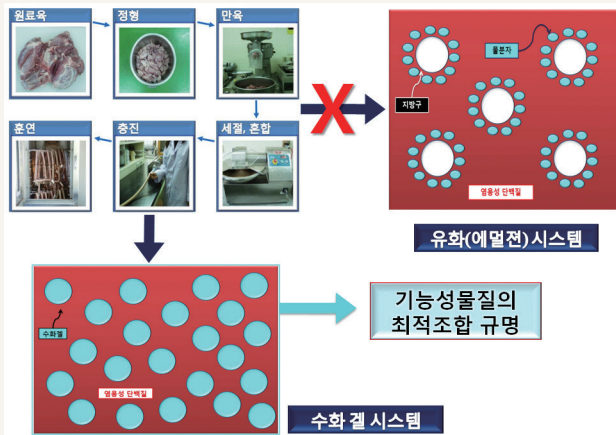 원료육
정형
만육
훈연
충진
세절, 혼합
물분자
지방구
염용성 단백질
유화(에멀젼) 시스템
수화겔
염용성 단백질
기능성물질의
최적조합 규명
수화 겔 시스템